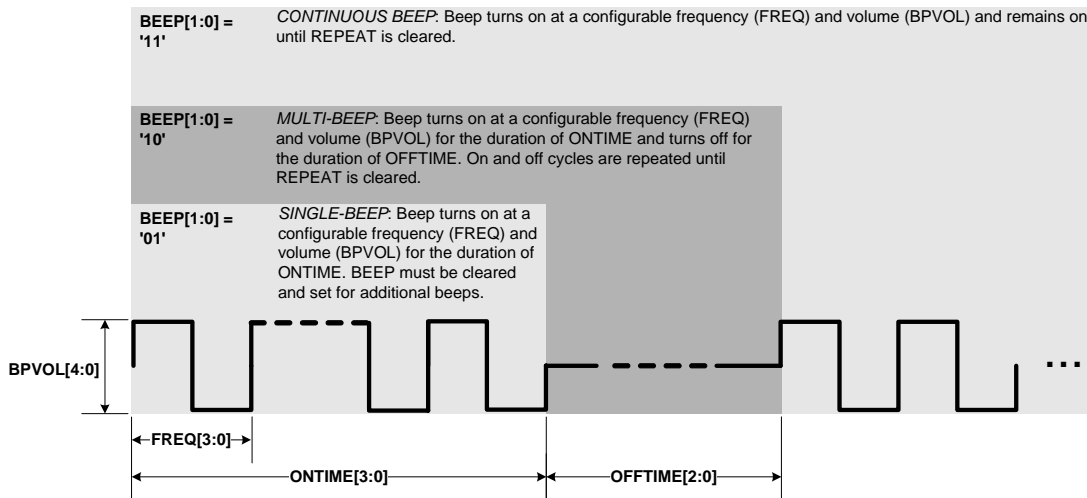 BEEP[1:0] =
'11'
CONTINUOUS BEEP: Beep turns on at a configurable frequency (FREQ) and volume (BPVOL) and remains on
until REPEAT is cleared.
BEEP[1:0] =
'10'
MULTI-BEEP: Beep turns on at a configurable frequency (FREQ)
and volume (BPVOL) for the duration of ONTIME and turns off for
the duration of OFFTIME. On and off cycles are repeated until
REPEAT is cleared.
BEEP[1:0] =
'01'
SINGLE-BEEP: Beep turns on at a
configurable frequency (FREQ) and
volume (BPVOL) for the duration of
ONTIME. BEEP must be cleared
and set for additional beeps.
BPVOL[4:0]
...
FREQ[3:0]
ONTIME[3:0]
OFFTIME[2:0]